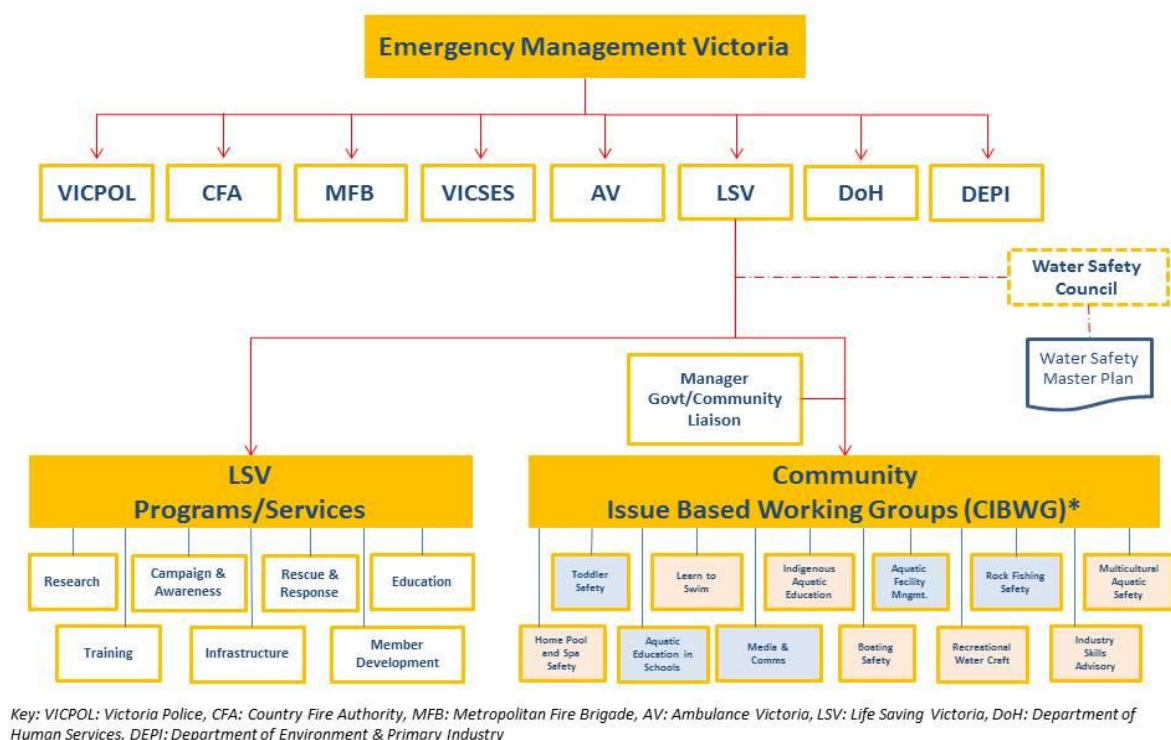 Emergency Management Victoria
VICPOL
CFA
MFB
VICSES
AV
LSV
DoH
DEPI
Water Safety
Council
Water Safety
Master Plan
Manager
Govt/Community
Liaison
LSV
Programs/Services
Research
Campaign &
Awareness
Rescue &
Response
Education
Training
Infrastructure
Member
Development
Community
Issue Based Working Groups (CIBWG)*
Toddler
Safety
Learn to
Swim
Indigenous
Aquatic
Education
Aquatic
Facility
Mngmt.
Rock Fishing
Safety
Multicultural
Aquatic
Safety
Home Pool
and Spa
Safety
Aquatic
Education in
Schools
Media &
Comms
Boating
Safety
Recreational
Water Craft
Industry
Skills
Advisory
Key: VICPOL: Victoria Police, CFA: Country Fire Authority, MFB: Metropolitan Fire Brigade, AV: Ambulance Victoria, LSV: Life Saving Victoria, DoH: Department of
Human Services, DEPI: Department of Environment & Primary Industry